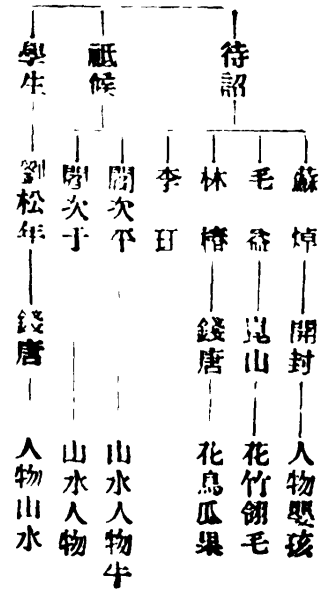 待詔
蘇焯 開封 人物嬰孩
毛益 崑山 花竹翎毛
林椿 錢唐 花鳥瓜果
李
祗候
閻次平 山水人物牛
閻次于 山水人物
學生
劉松年 錢唐 人物山水